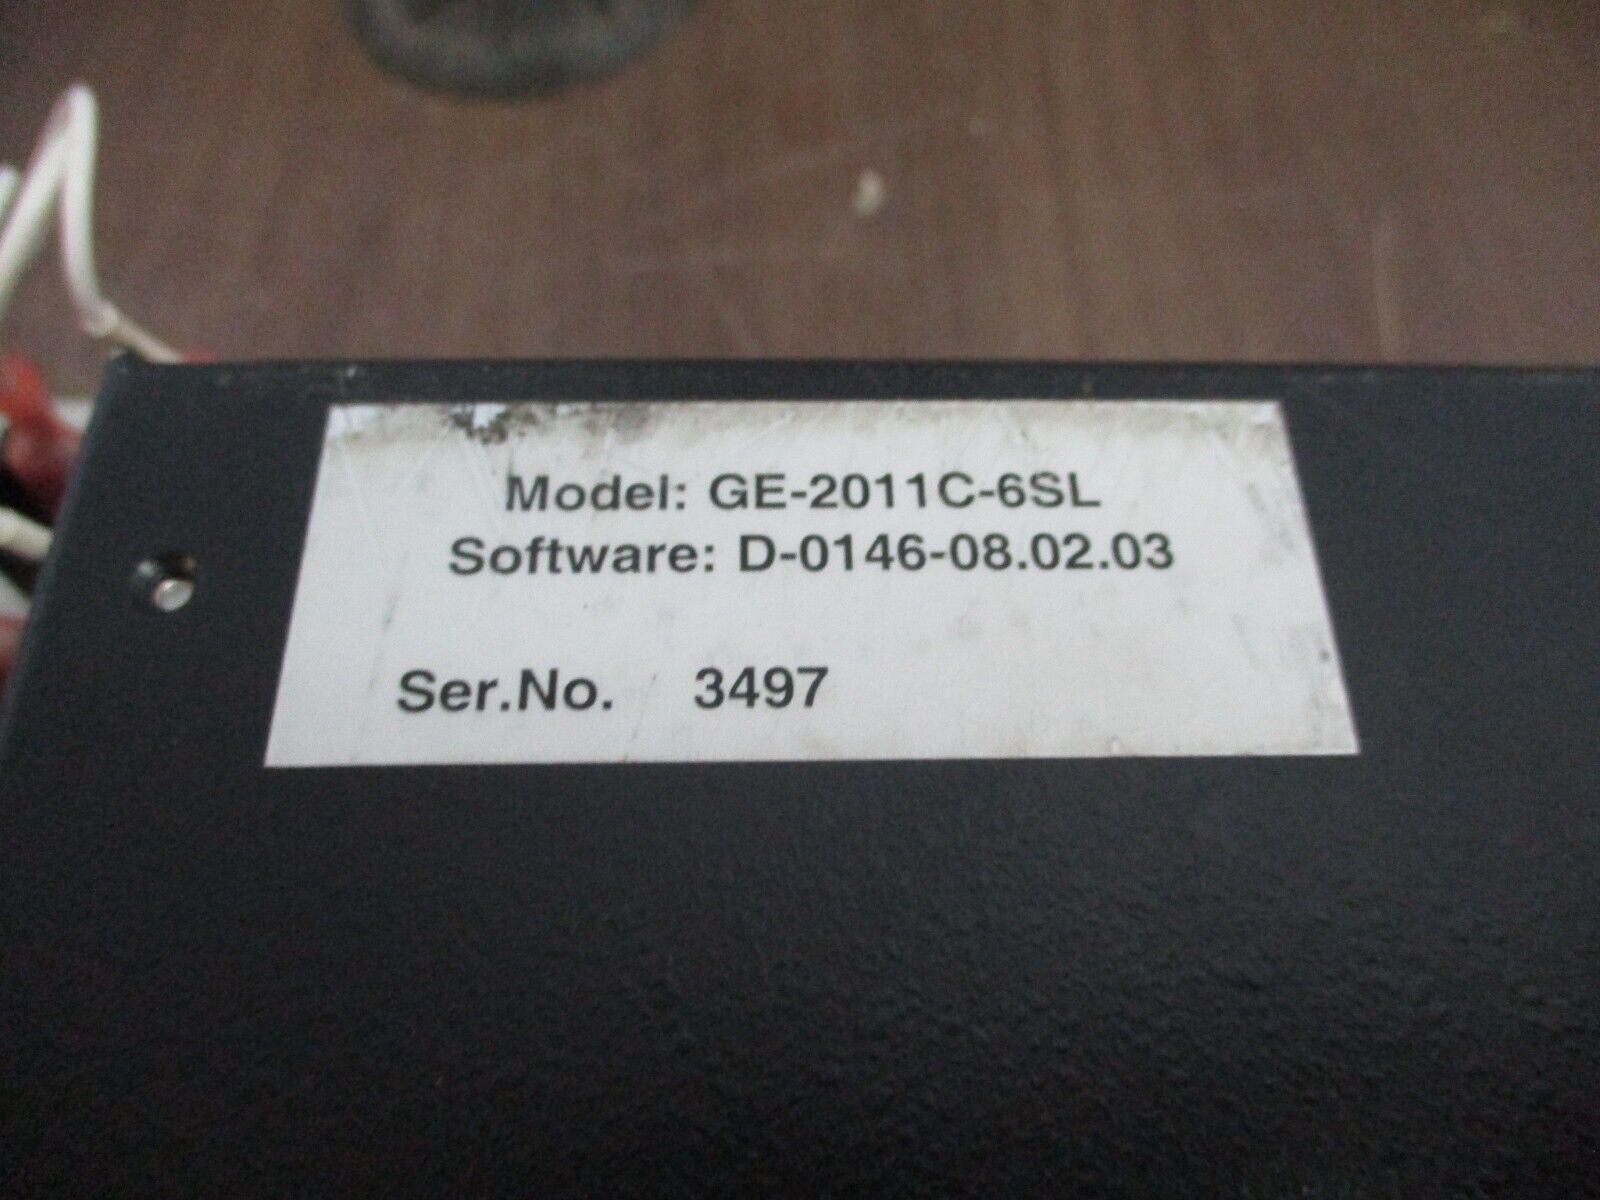 Model: GE-2011C-6SL
Software: D-0146-08.02.03
Ser.No. 3497